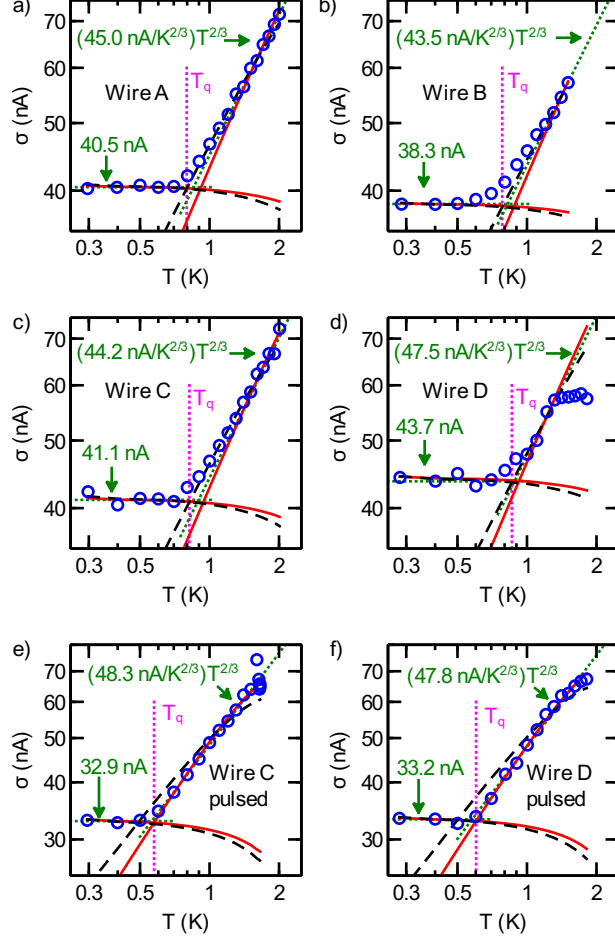 a)
(45.0 nA/K^{2/3})T^{2/3}
T_q
Wire A
40.5 nA
σ (nA)
70
60
50
40
0.3
0.5
1
2
T (K)
b)
(43.5 nA/K^{2/3})T^{2/3}
T_q
Wire B
38.3 nA
σ (nA)
70
60
50
40
0.3
0.5
1
2
T (K)
c)
(44.2 nA/K^{2/3})T^{2/3}
Wire C
T_q
41.1 nA
σ (nA)
70
60
50
40
0.3
0.5
1
2
T (K)
d)
(47.5 nA/K^{2/3})T^{2/3}
Wire D
T_q
43.7 nA
σ (nA)
70
60
50
40
0.3
0.5
1
2
T (K)
e)
(48.3 nA/K^{2/3})T^{2/3}
T_q
32.9 nA
Wire C
pulsed
σ (nA)
70
60
50
40
30
0.3
0.5
1
2
T (K)
f)
(47.8 nA/K^{2/3})T^{2/3}
T_q
33.2 nA
Wire D
pulsed
σ (nA)
70
60
50
40
30
0.3
0.5
1
2
T (K)